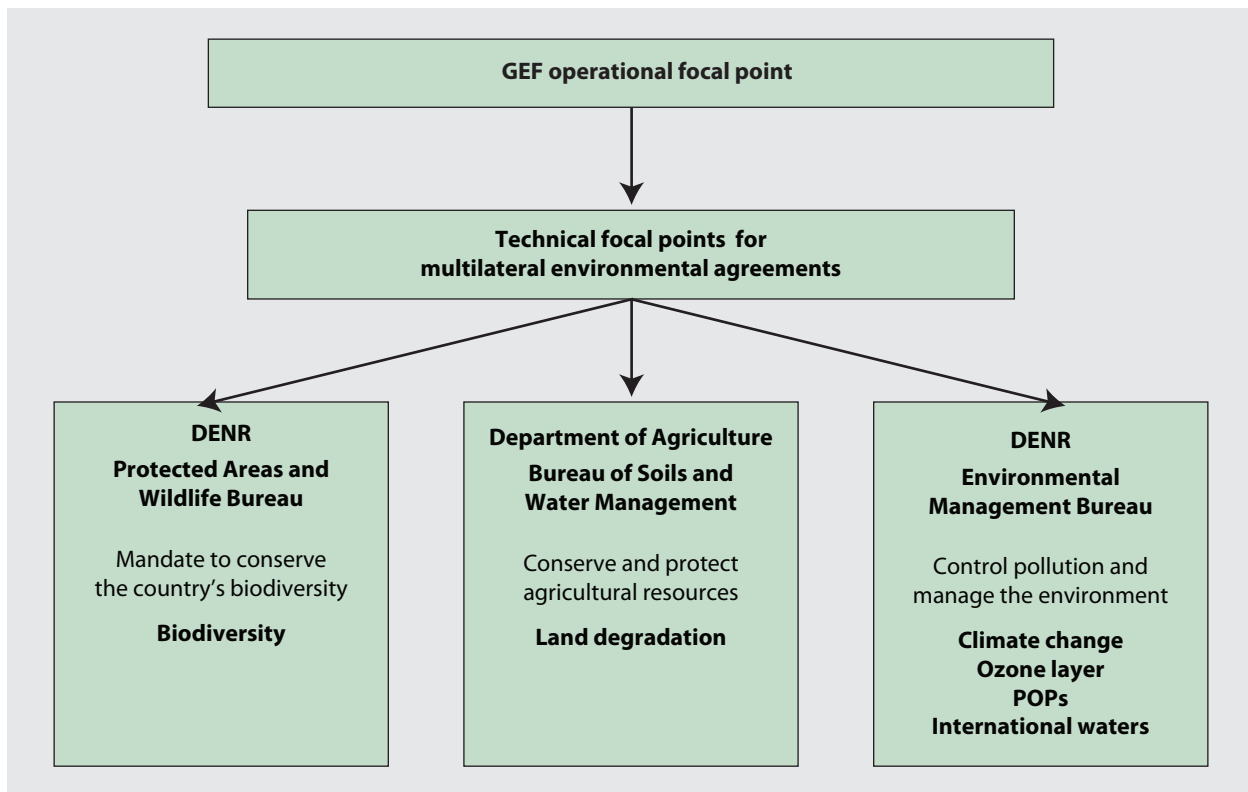 GEF operational focal point
Technical focal points for
multilateral environmental agreements
DENR
Protected Areas and
Wildlife Bureau
Mandate to conserve
the country's biodiversity
Biodiversity
Department of Agriculture
Bureau of Soils and
Water Management
Conserve and protect
agricultural resources
Land degradation
DENR
Environmental
Management Bureau
Control pollution and
manage the environment
Climate change
Ozone layer
POPs
International waters